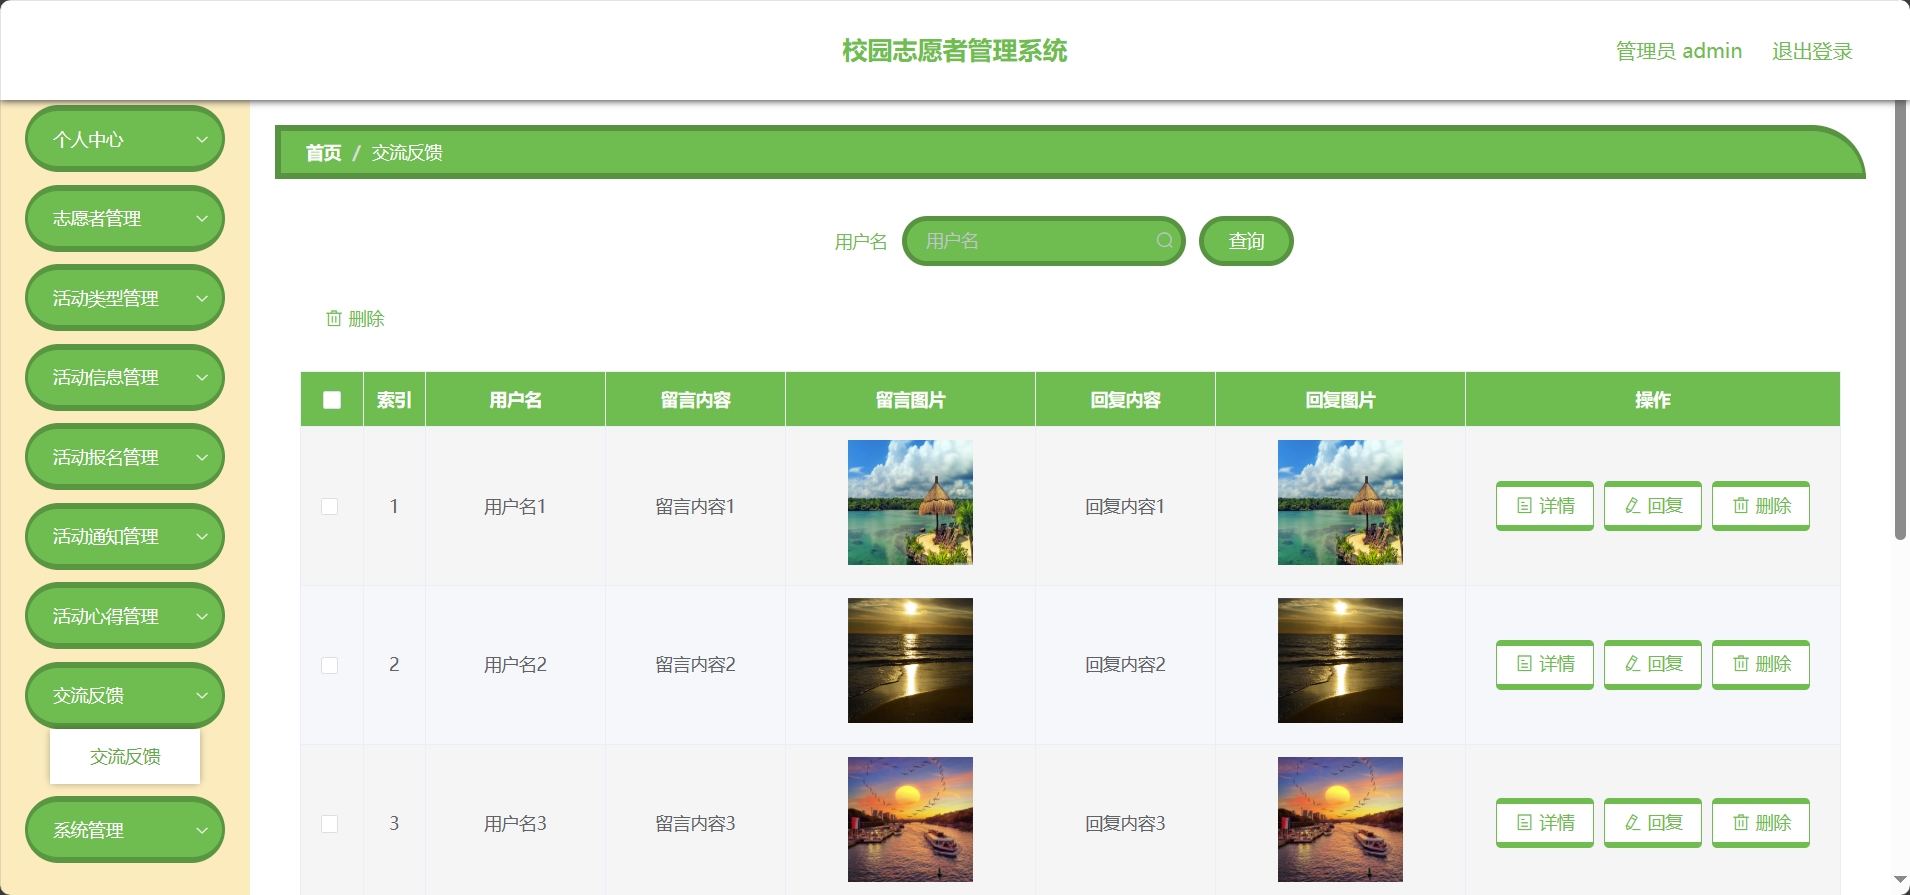 校园志愿者管理系统
管理员 admin 退出登录
个人中心
志愿者管理
活动类型管理
活动信息管理
活动报名管理
活动通知管理
活动心得管理
交流反馈
交流反馈
系统管理
首页 / 交流反馈
用户名 用户名 查询
删除
索引 用户名 留言内容 留言图片 回复内容 回复图片 操作
1 用户名1 留言内容1 回复内容1 详情 回复 删除
2 用户名2 留言内容2 回复内容2 详情 回复 删除
3 用户名3 留言内容3 回复内容3 详情 回复 删除